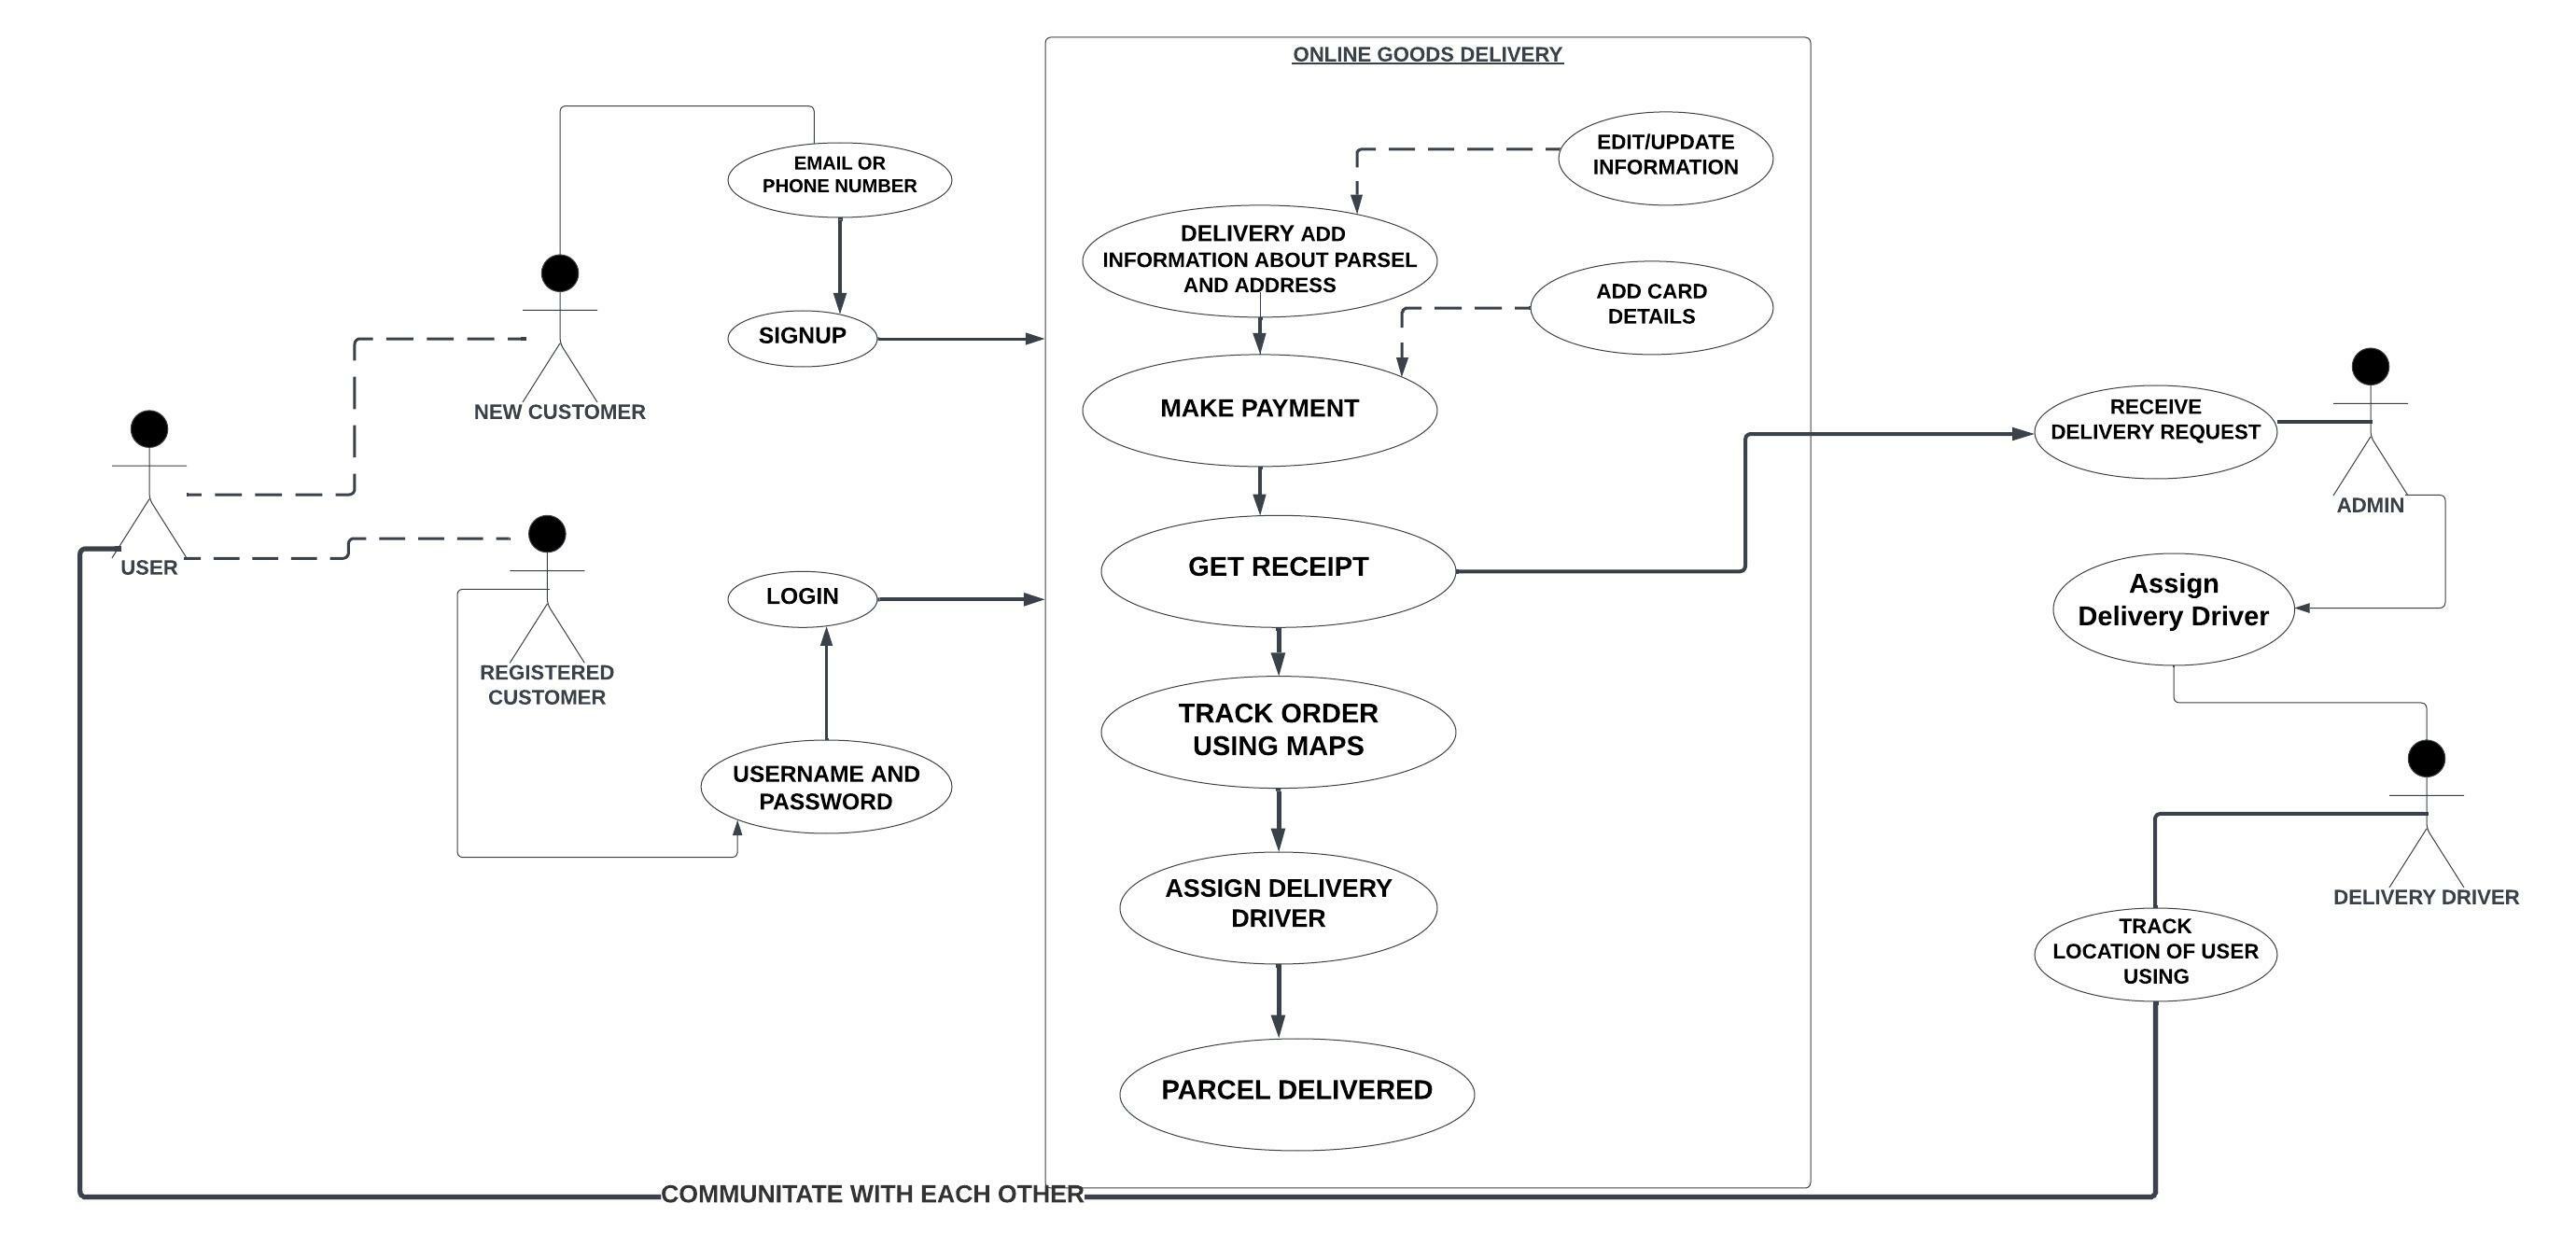 ONLINE GOODS DELIVERY
EMAIL OR
PHONE NUMBER
SIGNUP
NEW CUSTOMER
USER
REGISTERED
CUSTOMER
LOGIN
USERNAME AND
PASSWORD
EDIT/UPDATE
INFORMATION
DELIVERY ADD
INFORMATION ABOUT PARSEL
AND ADDRESS
ADD CARD
DETAILS
MAKE PAYMENT
GET RECEIPT
TRACK ORDER
USING MAPS
ASSIGN DELIVERY
DRIVER
PARCEL DELIVERED
RECEIVE
DELIVERY REQUEST
ADMIN
Assign
Delivery Driver
DELIVERY DRIVER
TRACK
LOCATION OF USER
USING
COMMUNITATE WITH EACH OTHER